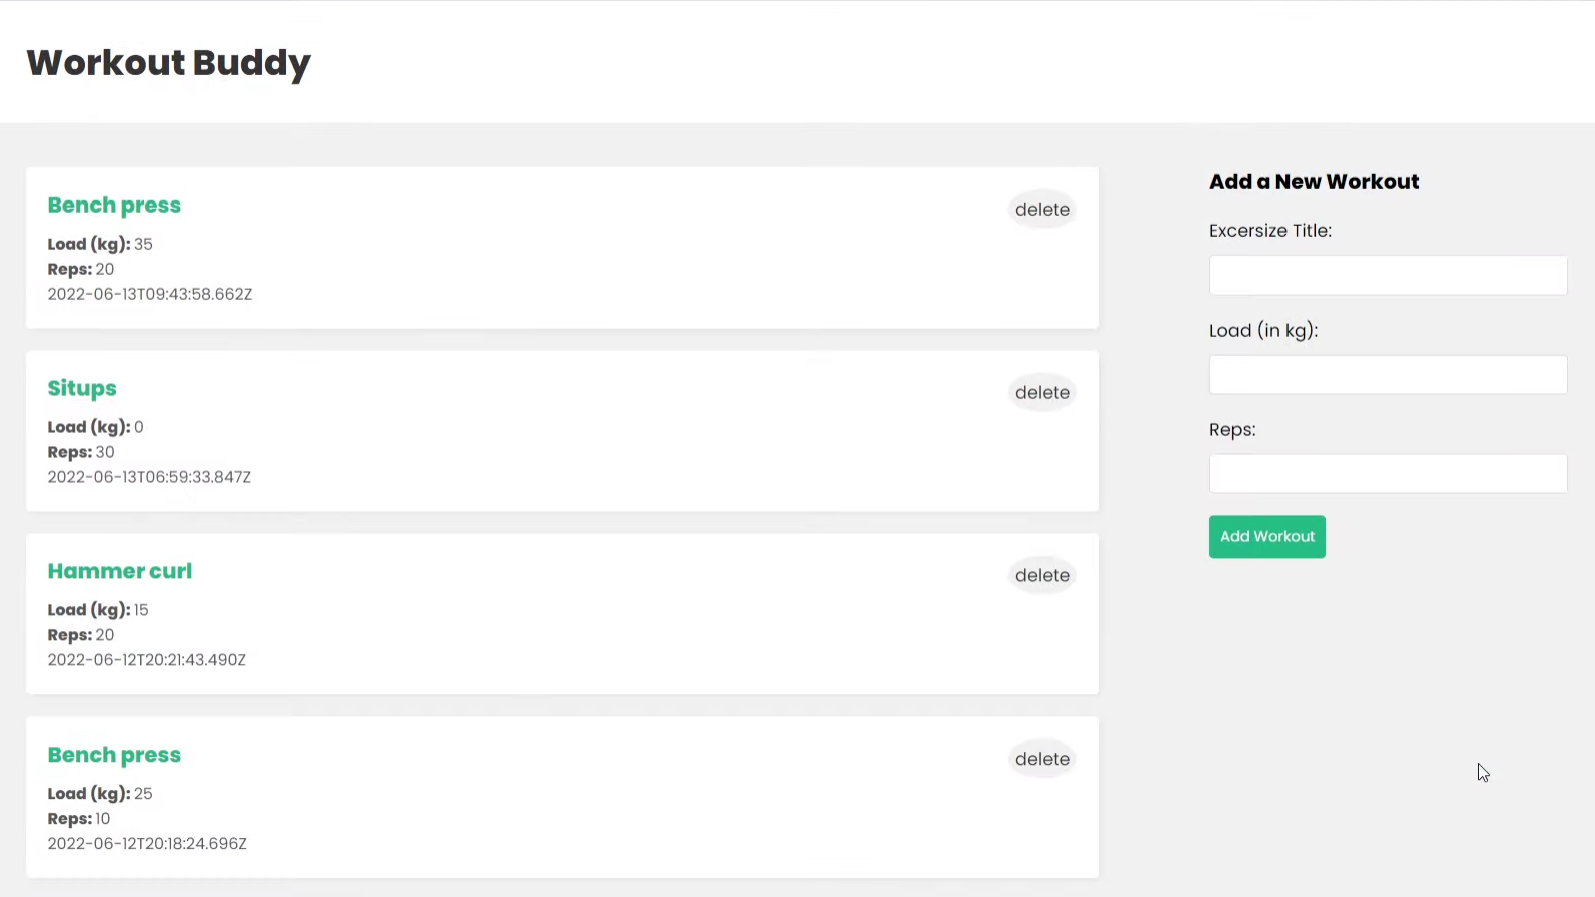 Workout Buddy
Bench press
delete
Load (kg): 35
Reps: 20
2022-06-13T09:43:58.662Z
Situps
delete
Load (kg): 0
Reps: 30
2022-06-13T06:59:33.847Z
Hammer curl
delete
Load (kg): 15
Reps: 20
2022-06-12T20:21:43.490Z
Bench press
delete
Load (kg): 25
Reps: 10
2022-06-12T20:18:24.696Z
Add a New Workout
Excersize Title:
Load (in kg):
Reps:
Add Workout